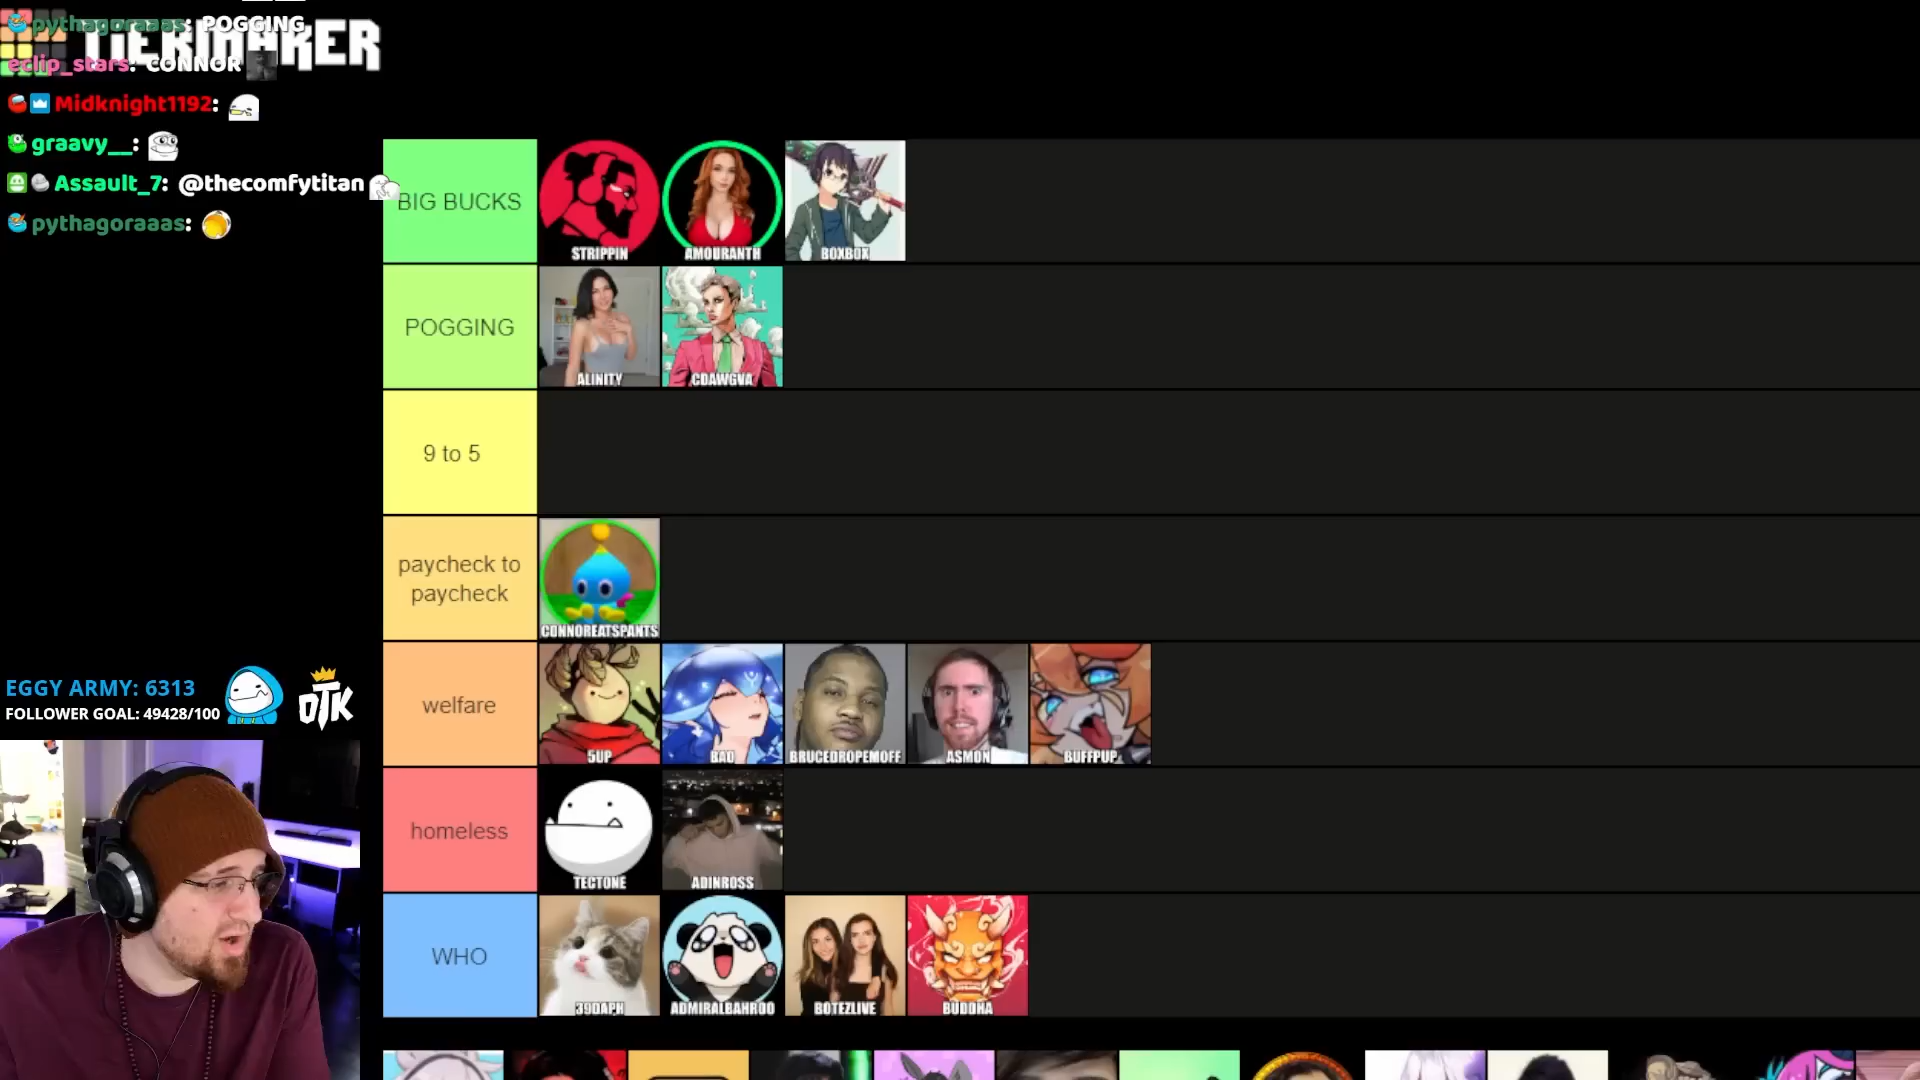 pythagoraaas: POGGING
TIERMAKER
eclip_stars: CONNOR
Midknight1192:
graavy__:
Assault_7: @thecomfytitan
pythagoraaas:
BIG BUCKS
STRIPPIN
AMOURANTH
BOXBOX
POGGING
ALINITY
CDAWGVA
9 to 5
paycheck to
paycheck
CONNOREATSPANTS
welfare
5UP
BAO
BRUCEDROPEMOFF
ASMON
BUFFPUP
homeless
TECTONE
ADINROSS
WHO
39DAPH
ADMIRALBAHROO
BOTEZLIVE
BUDDHA
EGGY ARMY: 6313
FOLLOWER GOAL: 49428/100
OTK